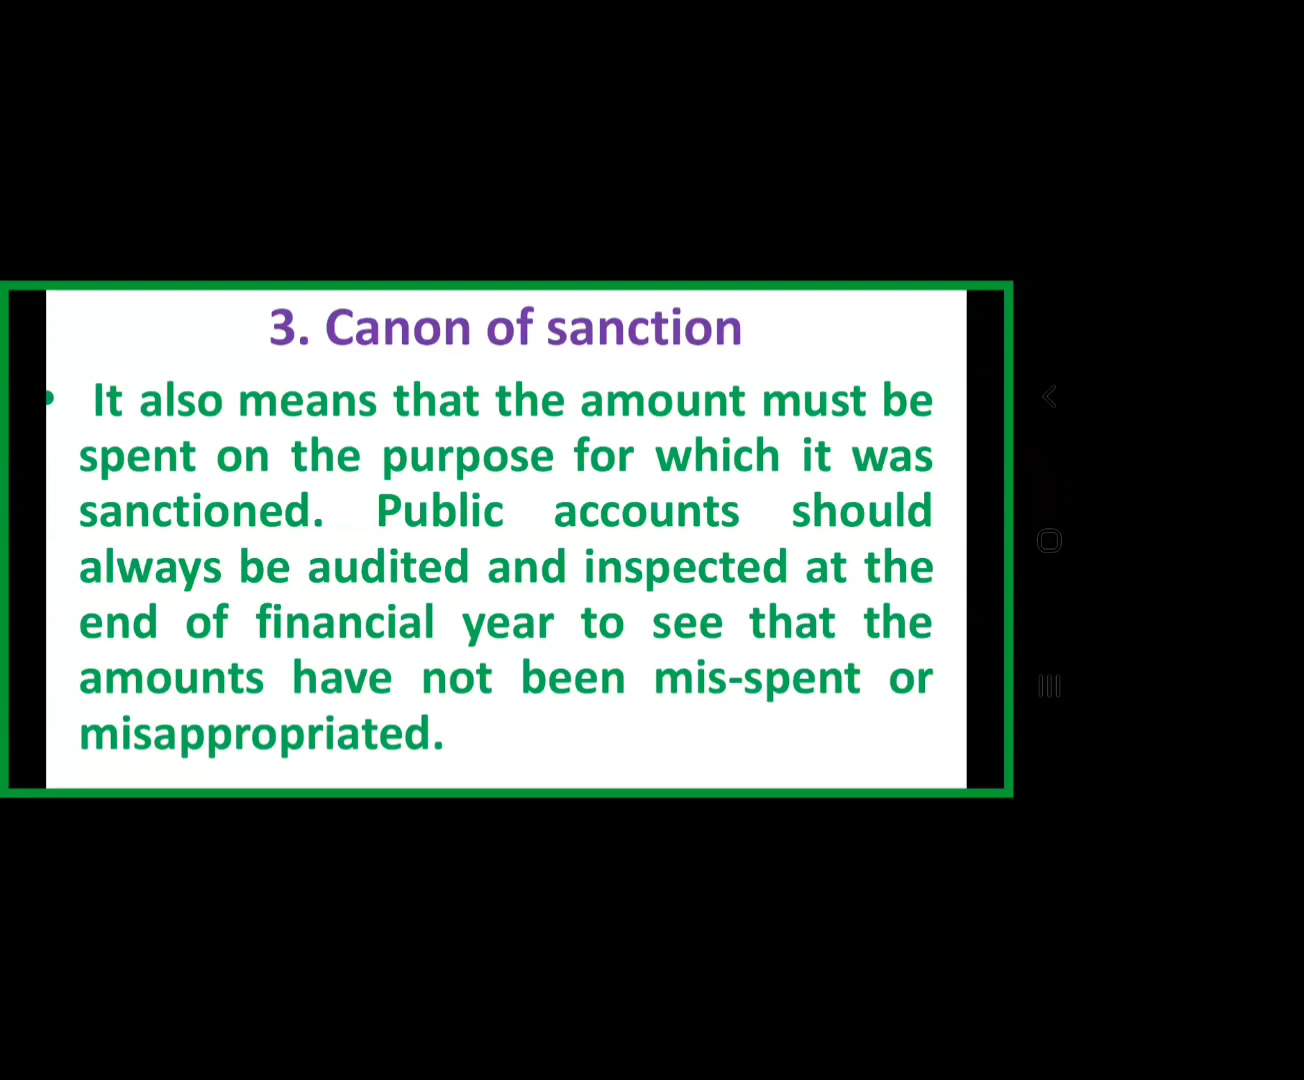 3. Canon of sanction
• It also means that the amount must be
spent on the purpose for which it was
sanctioned. Public accounts should
always be audited and inspected at the
end of financial year to see that the
amounts have not been mis-spent or
misappropriated.